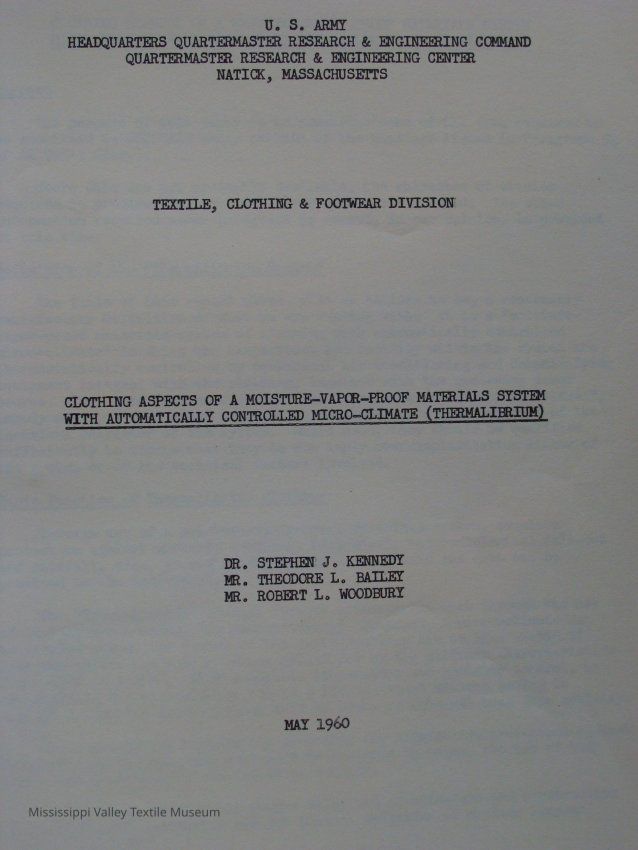 U. S. ARMY
HEADQUARTERS QUARTERMASTER RESEARCH & ENGINEERING COMMAND
QUARTERMASTER RESEARCH & ENGINEERING CENTER
NATICK, MASSACHUSETTS
TEXTILE, CLOTHING & FOOTWEAR DIVISION
CLOTHING ASPECTS OF A MOISTURE-VAPOR-PROOF MATERIALS SYSTEM
WITH AUTOMATICALLY CONTROLLED MICRO-CLIMATE (THERMALIBRIUM)
DR. STEPHEN J. KENNEDY
MR. THEODORE L. BAILEY
MR. ROBERT L. WOODBURY
MAY 1960
Mississippi Valley Textile Museum